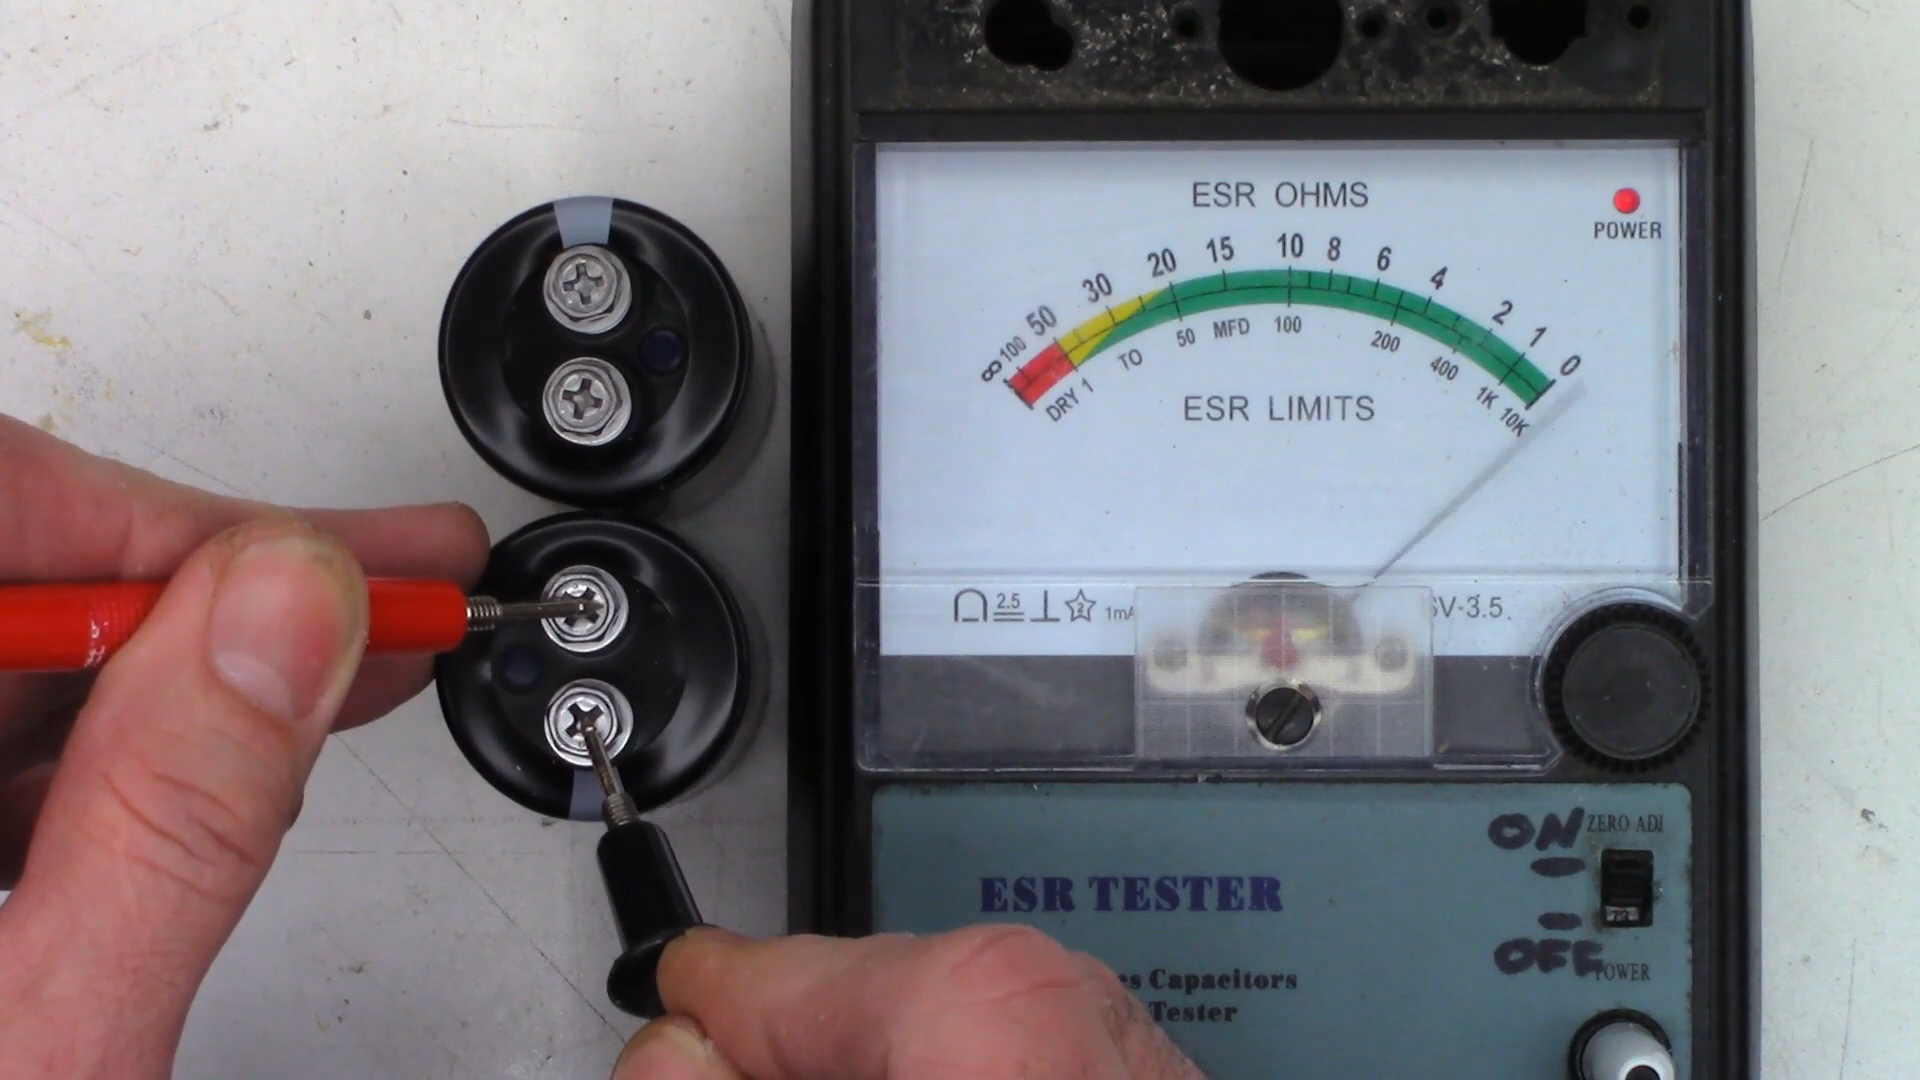 ESR OHMS
POWER
∞ 100 50 30 20 15 10 8 6 4 2 1 0
DRY 1 TO 50 MFD 100 200 400 1K 10K
ESR LIMITS
2.5 2 1mA SV-3.5.
ON ZERO ADJ
ESR TESTER
OFF POWER
Capacitors
Tester